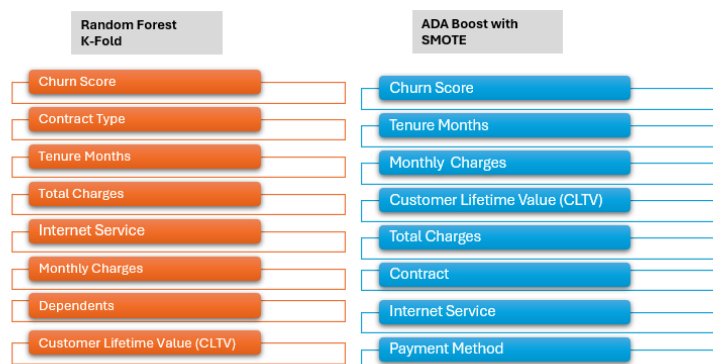 Random Forest
K-Fold
Churn Score
Contract Type
Tenure Months
Total Charges
Internet Service
Monthly Charges
Dependents
Customer Lifetime Value (CLTV)
ADA Boost with
SMOTE
Churn Score
Tenure Months
Monthly Charges
Customer Lifetime Value (CLTV)
Total Charges
Contract
Internet Service
Payment Method